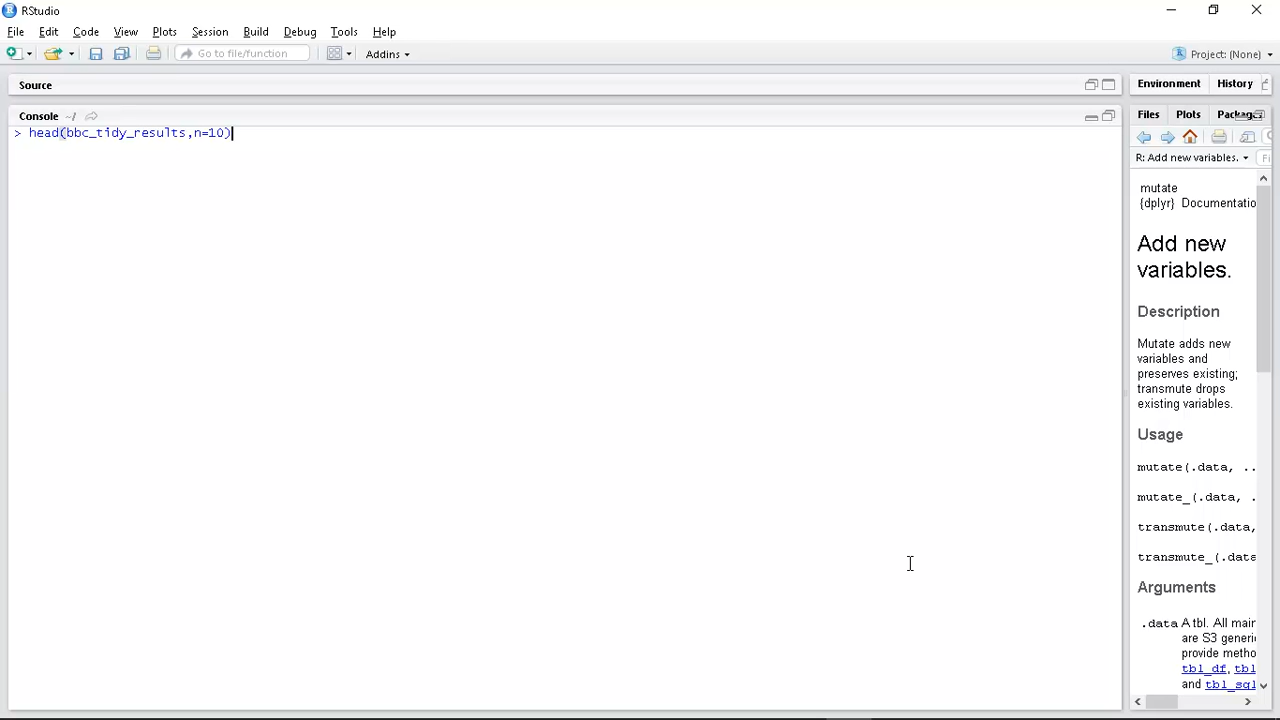 RStudio
File Edit Code View Plots Session Build Debug Tools Help
Go to file/function Addins Project: (None)
Source
Environment History
Console ~/
Files Plots
> head(bbc_tidy_results,n=10)
R: Add new variables.
mutate
{dplyr} Documentatio
Add new
variables.
Description
Mutate adds new
variables and
preserves existing;
transmute drops
existing variables.
Usage
mutate(.data, ..
mutate_(.data, .
transmute(.data,
transmute_(.data
Arguments
.data A tbl. All main
are S3 generi
provide metho
tbl_df, tbl
and tbl_sql